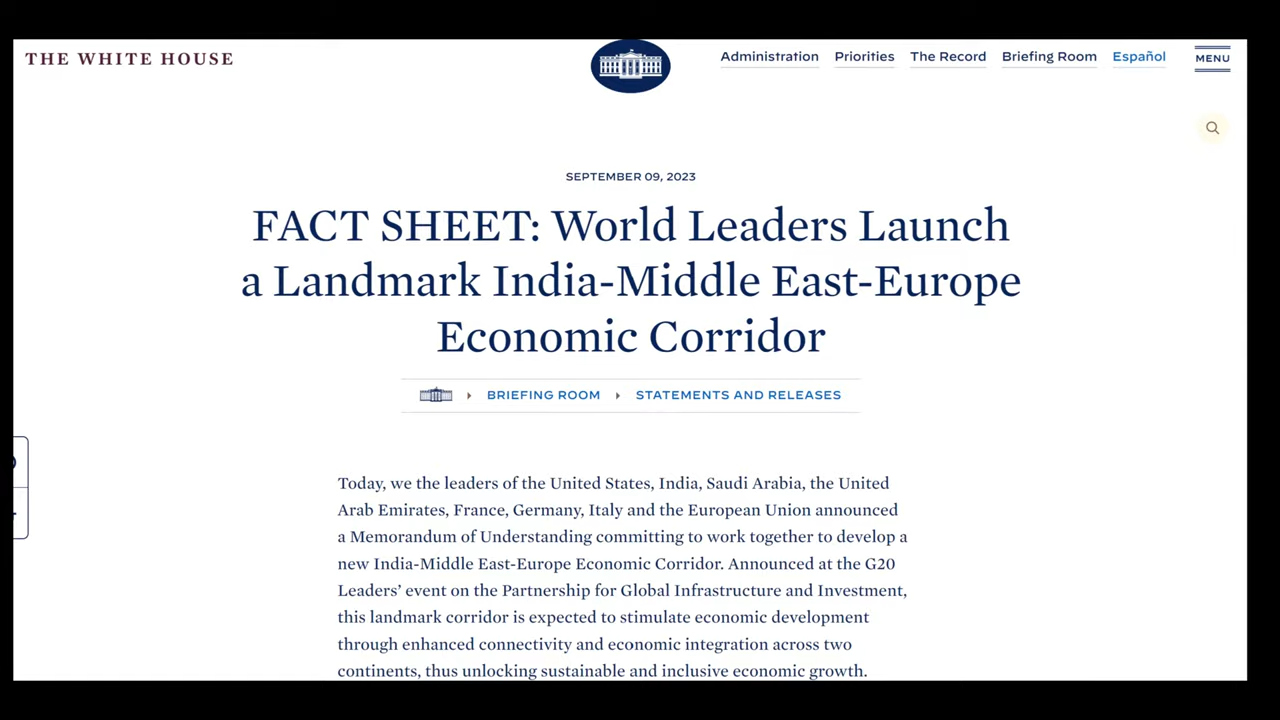 THE WHITE HOUSE
Administration Priorities The Record Briefing Room Español MENU
SEPTEMBER 09, 2023
FACT SHEET: World Leaders Launch
a Landmark India-Middle East-Europe
Economic Corridor
BRIEFING ROOM STATEMENTS AND RELEASES
Today, we the leaders of the United States, India, Saudi Arabia, the United
Arab Emirates, France, Germany, Italy and the European Union announced
a Memorandum of Understanding committing to work together to develop a
new India-Middle East-Europe Economic Corridor. Announced at the G20
Leaders’ event on the Partnership for Global Infrastructure and Investment,
this landmark corridor is expected to stimulate economic development
through enhanced connectivity and economic integration across two
continents, thus unlocking sustainable and inclusive economic growth.